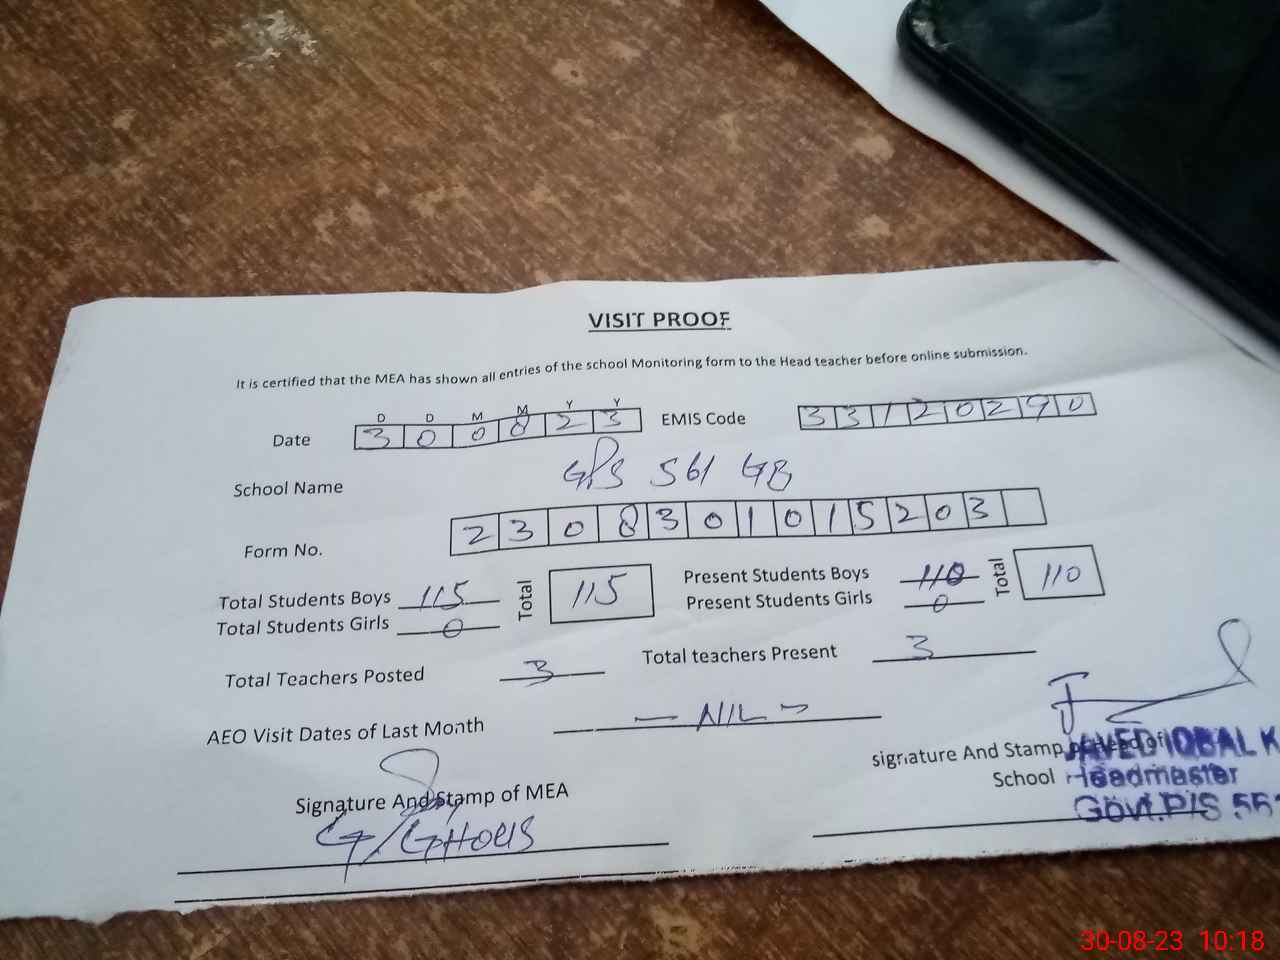 VISIT PROOF
It is certified that the MEA has shown all entries of the school Monitoring form to the Head teacher before online submission.
D D M M Y Y
Date 3 0 0 8 2 3 EMIS Code 3 3 1 2 0 2 9 0
School Name GPS 561 GB
Form No. 2 3 0 8 3 0 1 0 1 5 2 0 3
Total Students Boys 115 Total 115 Present Students Boys 110 Total 110
Total Students Girls 0 Present Students Girls 0
Total Teachers Posted 3 Total teachers Present 3
AEO Visit Dates of Last Month - NIL -
Signature And Stamp of MEA signature And Stamp of Head of
School
G/GHOUS
JAVED IQBAL K
Headmaster
Govt.P/S 55
30-08-23 10:18